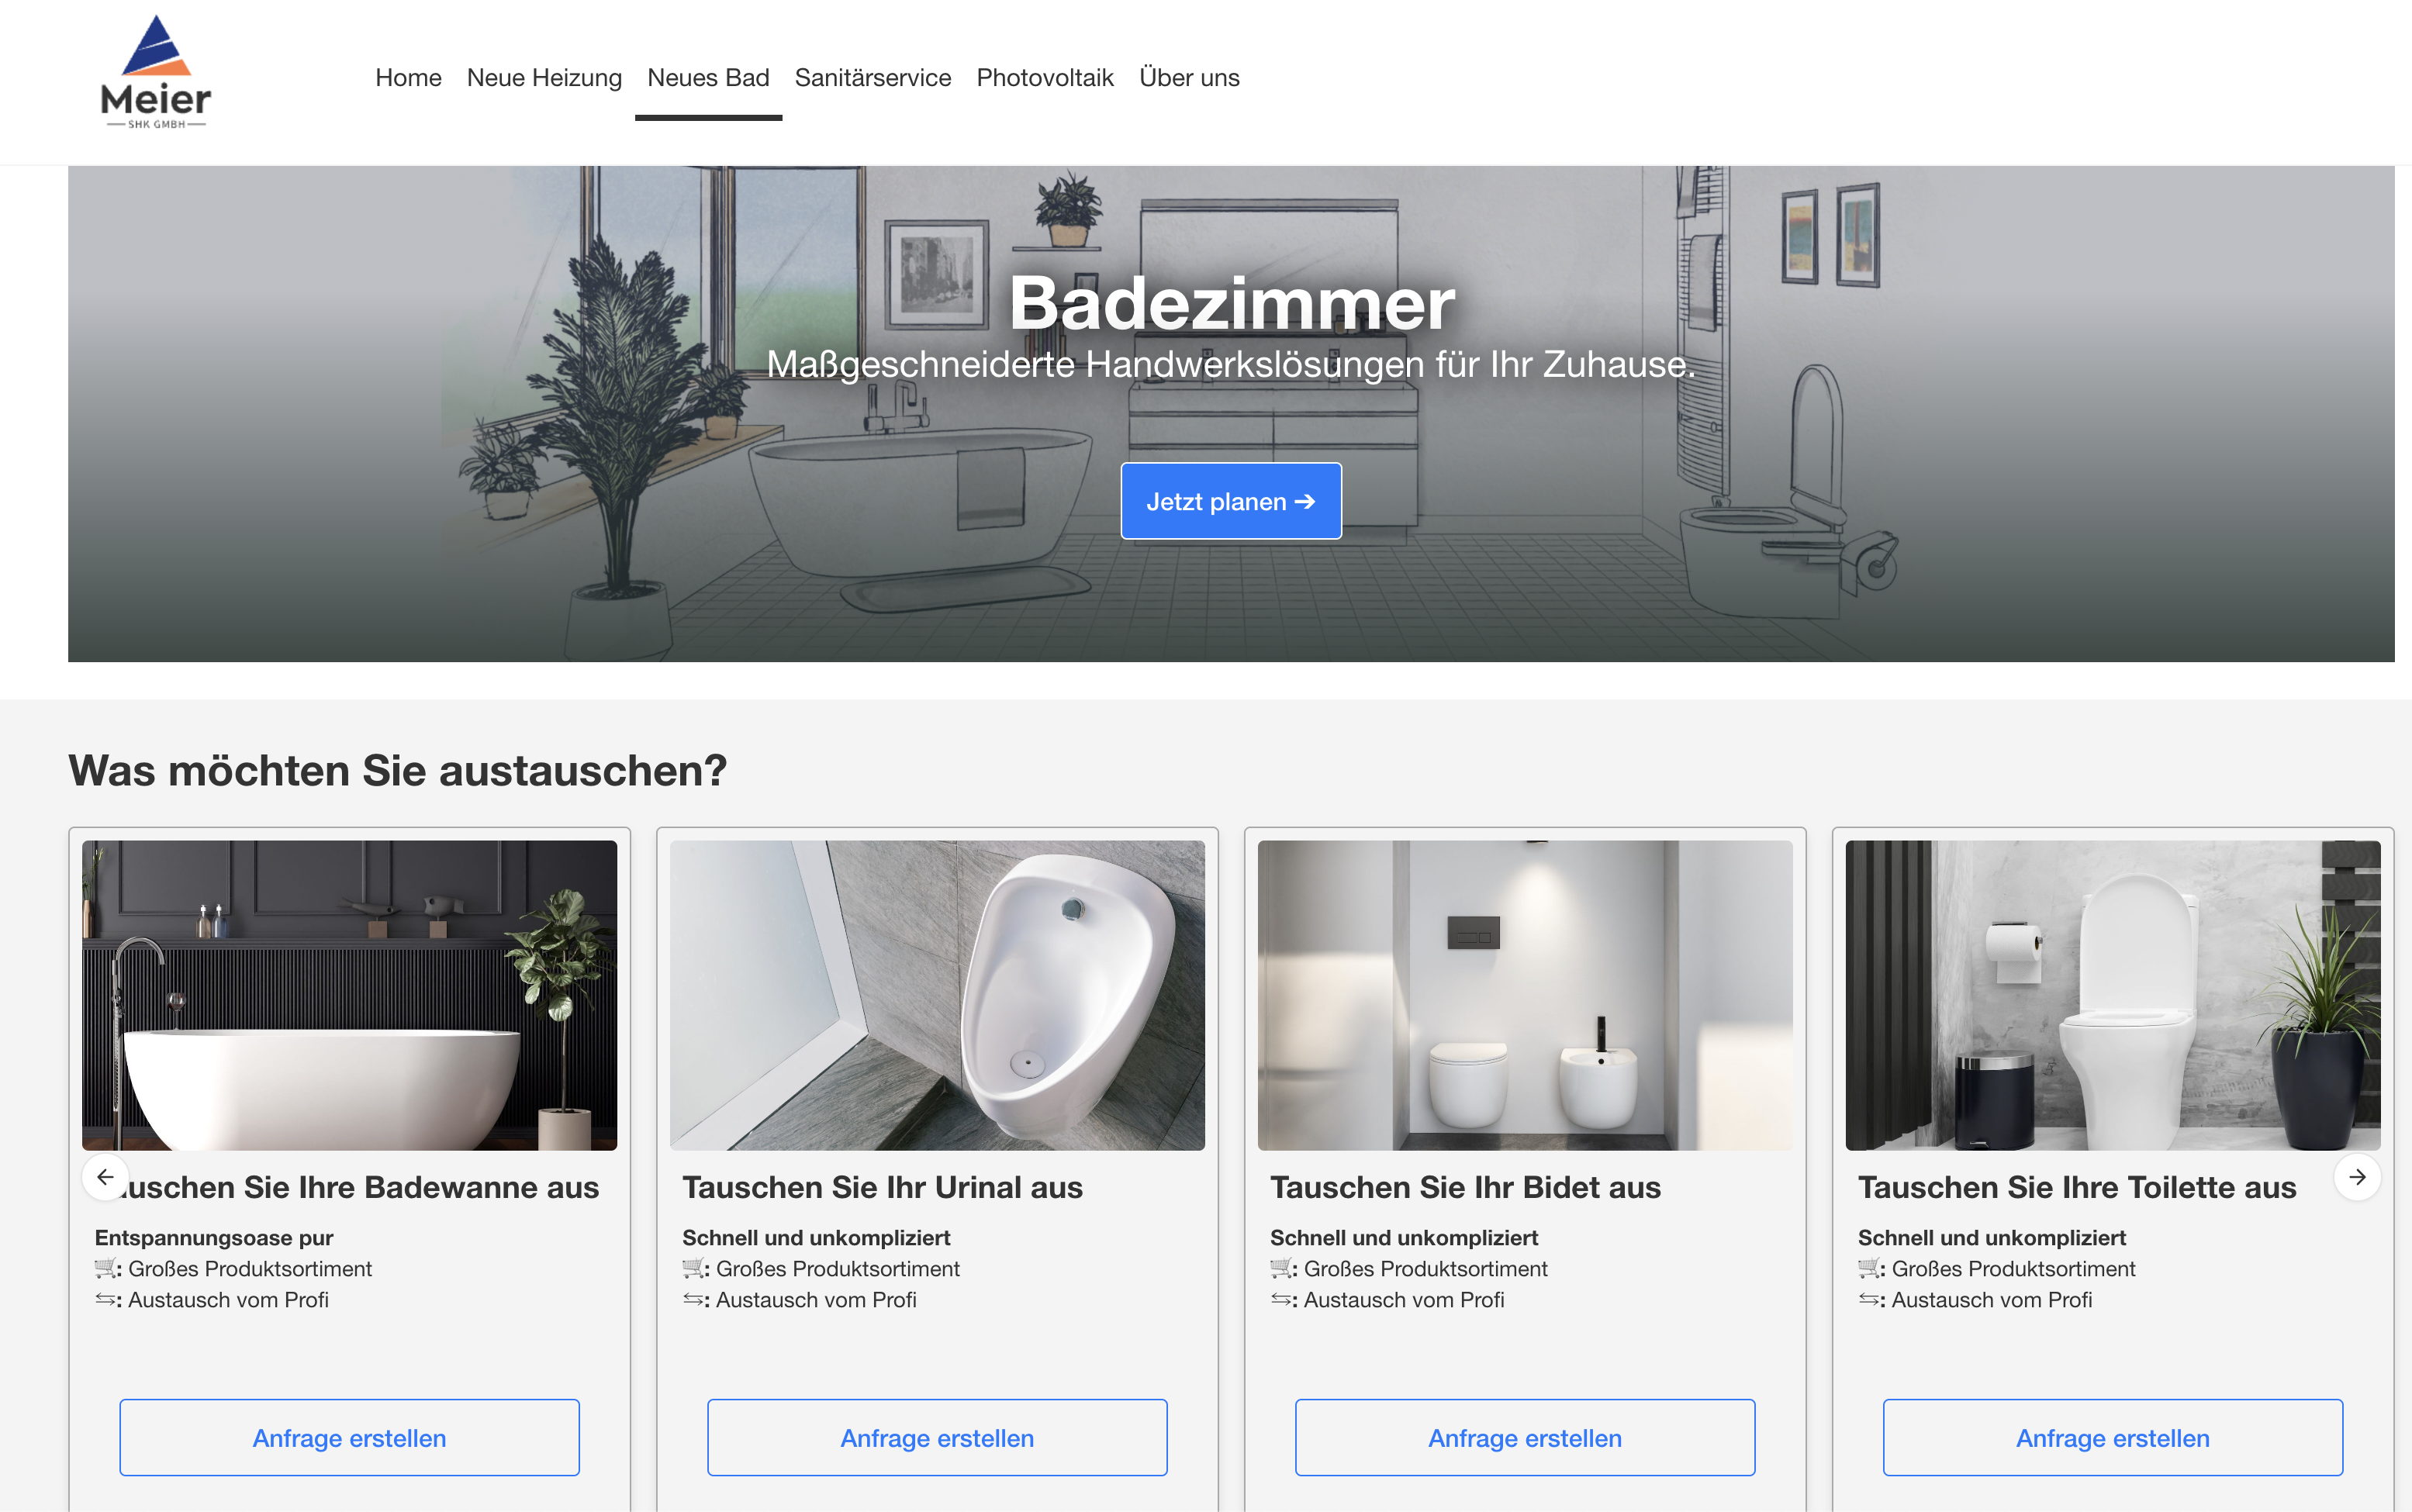 Meier
SHK GMBH
Home Neue Heizung Neues Bad Sanitärservice Photovoltaik Über uns
Badezimmer
Maßgeschneiderte Handwerkslösungen für Ihr Zuhause.
Jetzt planen →
Was möchten Sie austauschen?
uschen Sie Ihre Badewanne aus
Entspannungsoase pur
🛒: Großes Produktsortiment
⇆: Austausch vom Profi
Anfrage erstellen
Tauschen Sie Ihr Urinal aus
Schnell und unkompliziert
🛒: Großes Produktsortiment
⇆: Austausch vom Profi
Anfrage erstellen
Tauschen Sie Ihr Bidet aus
Schnell und unkompliziert
🛒: Großes Produktsortiment
⇆: Austausch vom Profi
Anfrage erstellen
Tauschen Sie Ihre Toilette aus
Schnell und unkompliziert
🛒: Großes Produktsortiment
⇆: Austausch vom Profi
Anfrage erstellen